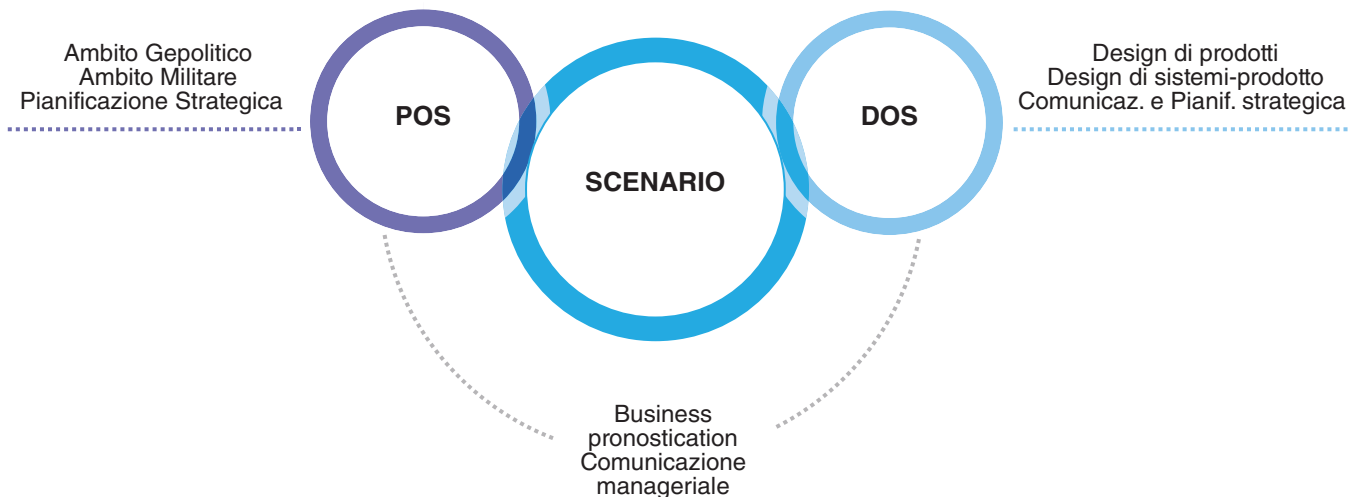 Ambito Gepolitico
Ambito Militare
Pianificazione Strategica
POS
SCENARIO
DOS
Design di prodotti
Design di sistemi-prodotto
Comunicaz. e Pianif. strategica
Business
pronostication
Comunicazione
manageriale